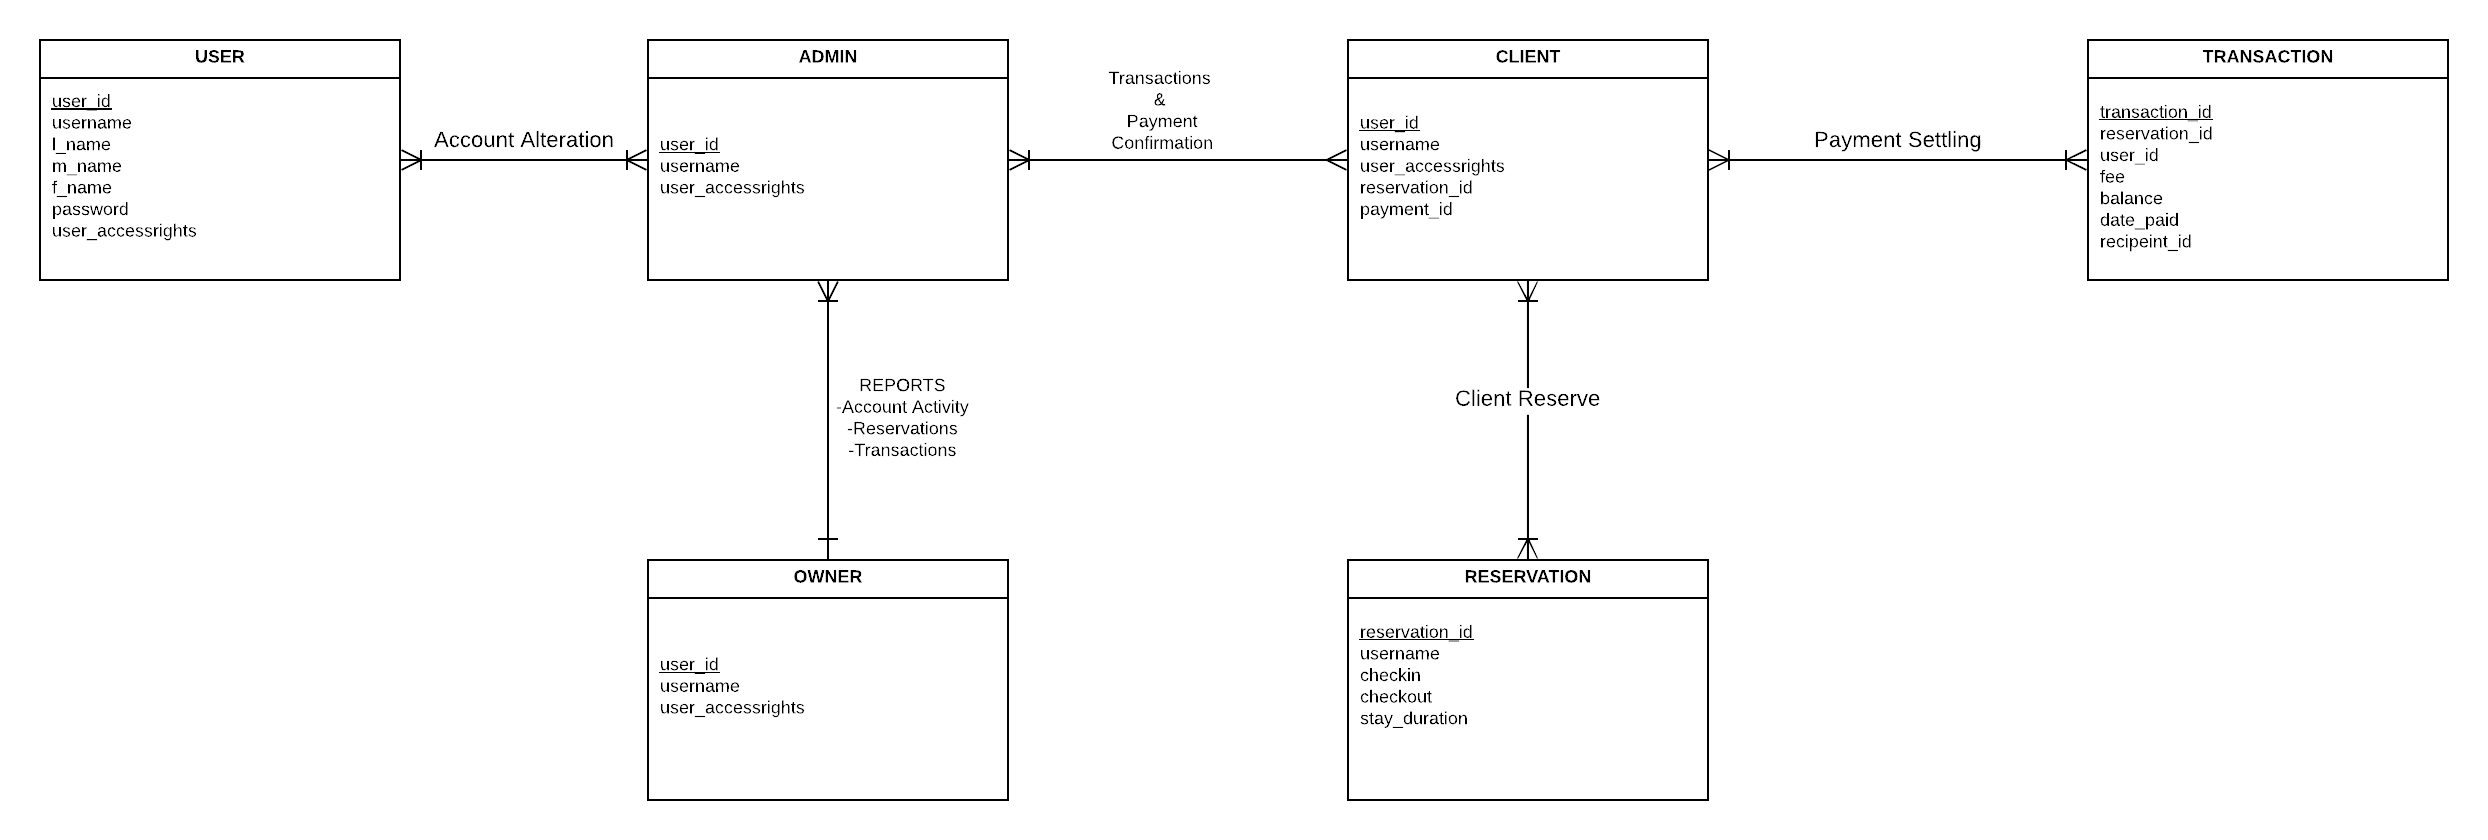 USER
user_id
username
l_name
m_name
f_name
password
user_accessrights
Account Alteration
ADMIN
user_id
username
user_accessrights
Transactions
&
Payment
Confirmation
CLIENT
user_id
username
user_accessrights
reservation_id
payment_id
Payment Settling
TRANSACTION
transaction_id
reservation_id
user_id
fee
balance
date_paid
recipeint_id
REPORTS
-Account Activity
-Reservations
-Transactions
Client Reserve
OWNER
user_id
username
user_accessrights
RESERVATION
reservation_id
username
checkin
checkout
stay_duration